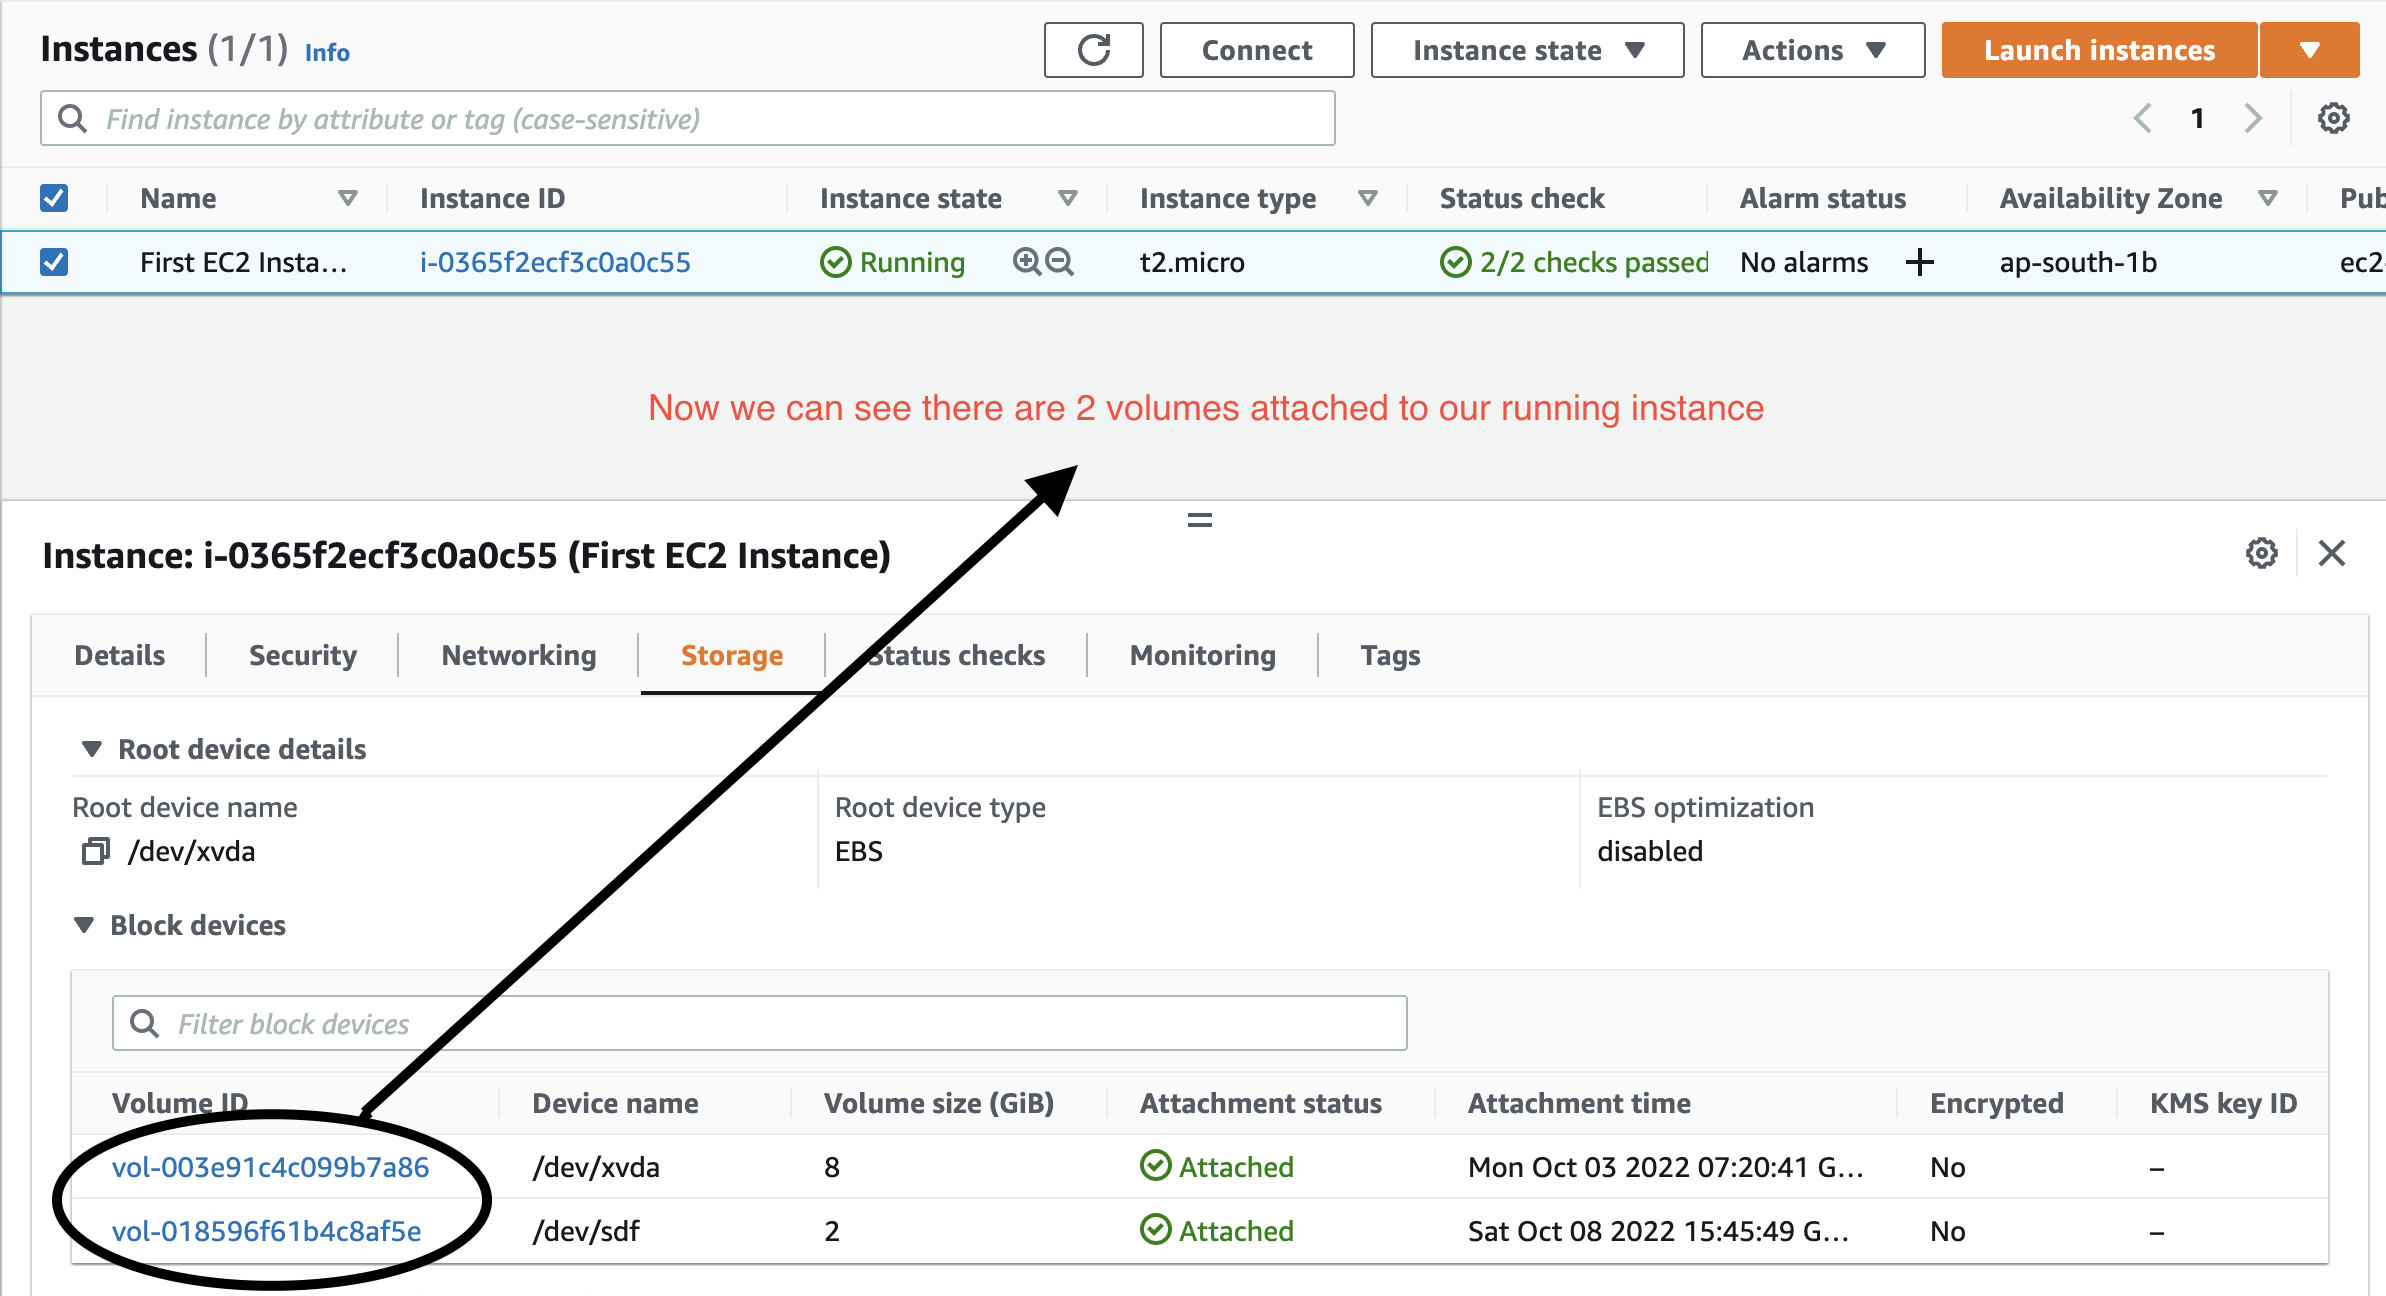 Instances (1/1) Info
Connect Instance state Actions Launch instances
Find instance by attribute or tag (case-sensitive)
1
Name Instance ID Instance state Instance type Status check Alarm status Availability Zone Pub
First EC2 Insta... i-0365f2ecf3c0a0c55 Running t2.micro 2/2 checks passed No alarms + ap-south-1b ec2-
Now we can see there are 2 volumes attached to our running instance
Instance: i-0365f2ecf3c0a0c55 (First EC2 Instance)
Details Security Networking Storage Status checks Monitoring Tags
Root device details
Root device name Root device type EBS optimization
/dev/xvda EBS disabled
Block devices
Filter block devices
Volume ID Device name Volume size (GiB) Attachment status Attachment time Encrypted KMS key ID
vol-003e91c4c099b7a86 /dev/xvda 8 Attached Mon Oct 03 2022 07:20:41 G... No –
vol-018596f61b4c8af5e /dev/sdf 2 Attached Sat Oct 08 2022 15:45:49 G... No –